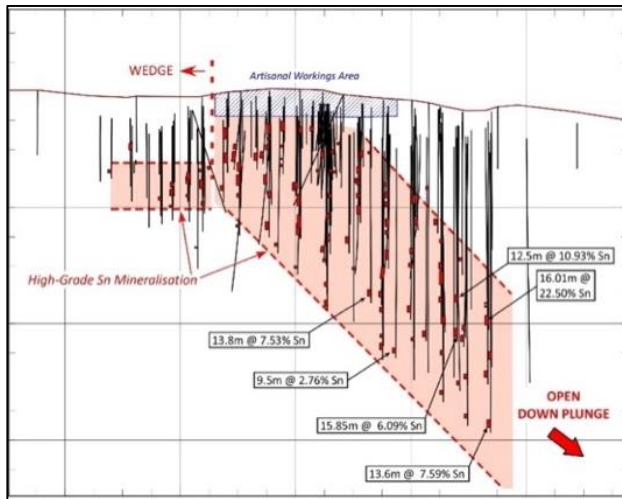 Artisanal Workings Area
WEDGE
High-Grade Sn Mineralisation
12.5m @ 10.93% Sn
16.01m @
22.50% Sn
13.8m @ 7.53% Sn
9.5m @ 2.76% Sn
15.85m @ 6.09% Sn
13.6m @ 7.59% Sn
OPEN
DOWN PLUNGE